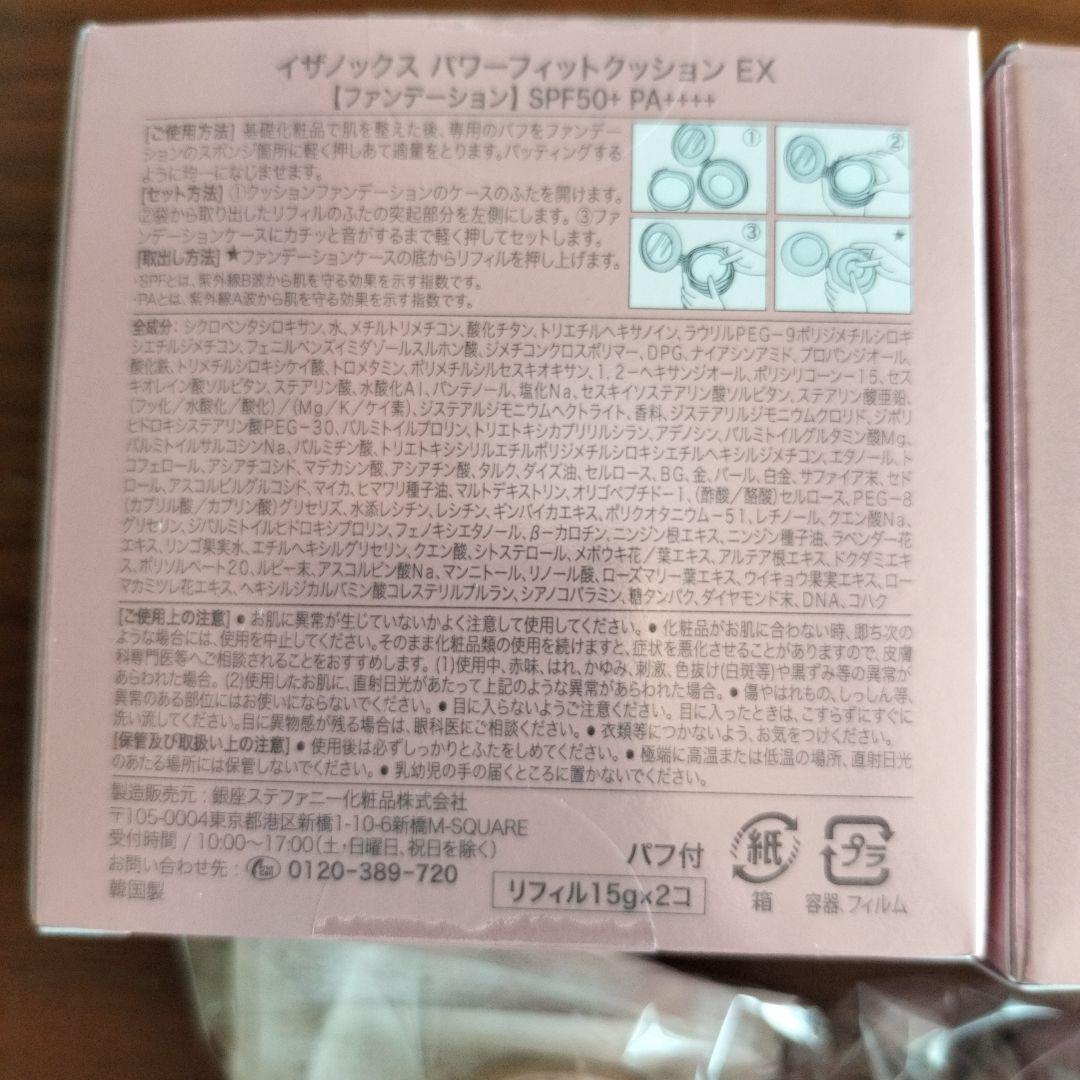 イザノックス パワーフィットクッション EX
【ファンデーション】 SPF50+ PA++++
[ご使用方法] 基礎化粧品で肌を整えた後、専用のパフをファンデー
ションのスポンジ箇所に軽く押しあて適量をとります。パッティングする
ように均一になじませます。
[セット方法] ①クッションファンデーションのケースのふたを開けます。
②袋から取り出したリフィルのふたの突起部分を左側にします。 ③ファ
ンデーションケースにカチッと音がするまで軽く押してセットします。
[取出し方法] ★ファンデーションケースの底からリフィルを押し上げます。
・SPFとは、紫外線B波から肌を守る効果を示す指数です。
・PAとは、紫外線A波から肌を守る効果を示す指数です。
①
②
③
★
全成分: シクロペンタシロキサン、水、メチルトリメチコン、酸化チタン、トリエチルヘキサノイン、ラウリルPEG-9ポリジメチルシロキ
シエチルジメチコン、フェニルベンズイミダゾールスルホン酸、ジメチコンクロスポリマー、DPG、ナイアシンアミド、プロパンジオール、
酸化鉄、トリメチルシロキシケイ酸、トロメタミン、ポリメチルシルセスキオキサン、1,2-ヘキサンジオール、ポリシリコーン-15、セス
キオレイン酸ソルビタン、ステアリン酸、水酸化Al、パンテノール、塩化Na、セスキイソステアリン酸ソルビタン、ステアリン酸亜鉛、
(フッ化/水酸化/酸化)/(Mg/K/ケイ素)、ジステアルジモニウムヘクトライト、香料、ジステアリルジモニウムクロリド、ジポリ
ヒドロキシステアリン酸PEG-30、パルミトイルプロリン、トリエトキシカプリリルシラン、アデノシン、パルミトイルグルタミン酸Mg、
パルミトイルサルコシンNa、パルミチン酸、トリエトキシシリルエチルポリジメチルシロキシエチルヘキシルジメチコン、エタノール、ト
コフェロール、アシアチコシド、マデカシン酸、アシアチン酸、タルク、ダイズ油、セルロース、BG、金、パール、白金、サファイア末、セド
ロール、アスコルビルグルコシド、マイカ、ヒマワリ種子油、マルトデキストリン、オリゴペプチド-1、(酢酸/酪酸)セルロース、PEG-8
(カプリル酸/カプリン酸)グリセリズ、水添レシチン、レシチン、ギンバイカエキス、ポリクオタニウム-51、レチノール、クエン酸Na、
グリセリン、ジパルミトイルヒドロキシプロリン、フェノキシエタノール、β-カロチン、ニンジン根エキス、ニンジン種子油、ラベンダー花
エキス、リンゴ果実水、エチルヘキシルグリセリン、クエン酸、シトステロール、メボウキ花/葉エキス、アルテア根エキス、ドクダミエキ
ス、ポリソルベート20、ルビー末、アスコルビン酸Na、マンニトール、リノール酸、ローズマリー葉エキス、ウイキョウ果実エキス、ロー
マカミツレ花エキス、ヘキシルジカルバミン酸コレステリルプルラン、シアノコバラミン、糖タンパク、ダイヤモンド末、DNA、コハク
[ご使用上の注意] ● お肌に異常が生じていないかよく注意して使用してください。 ● 化粧品がお肌に合わない時、即ち次の
ような場合には、使用を中止してください。そのまま化粧品類の使用を続けますと、症状を悪化させることがありますので、皮膚
科専門医等へご相談されることをおすすめします。 (1)使用中、赤味、はれ、かゆみ、刺激、色抜け(白斑等)や黒ずみ等の異常が
あらわれた場合。 (2)使用したお肌に、直射日光があたって上記のような異常があらわれた場合。 ● 傷やはれもの、しっしん等、
異常のある部位にはお使いにならないでください。 ● 目に入らないようご注意ください。 目に入ったときは、こすらずにすぐに
洗い流してください。目に異物感が残る場合は、眼科医にご相談ください。 ● 衣類等につかないよう、お気をつけください。
[保管及び取扱い上の注意] ● 使用後は必ずしっかりとふたをしめてください。 ● 極端に高温または低温の場所、直射日光
のあたる場所には保管しないでください。 ● 乳幼児の手の届くところに置かないでください。
製造販売元 : 銀座ステファニー化粧品株式会社
〒105-0004東京都港区新橋1-10-6新橋M-SQUARE
受付時間 / 10:00〜17:00(土・日曜日、祝日を除く)
お問い合わせ先 : 0120-389-720
韓国製
パフ付
リフィル15g×2コ
紙
箱
プラ
容器、フィルム